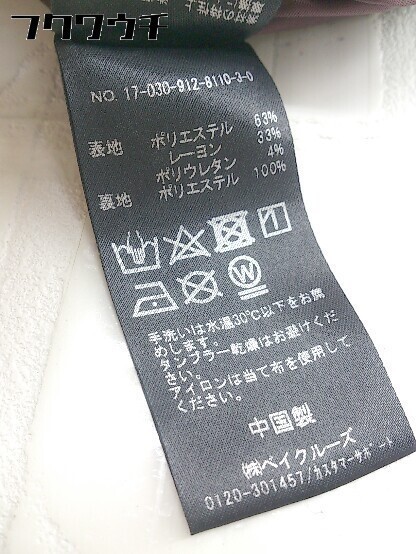 フクワウチ
NO. 17-030-912-8110-3-0
表地 ポリエステル 63%
レーヨン 33%
ポリウレタン 4%
裏地 ポリエステル 100%
W
手洗いは水温30℃以下をお薦
めします。
タンブラー乾燥はお避けくだ
さい。
アイロンは当て布を使用して
ください。
中国製
㈱ベイクルーズ
0120-301457/カスタマーサポート